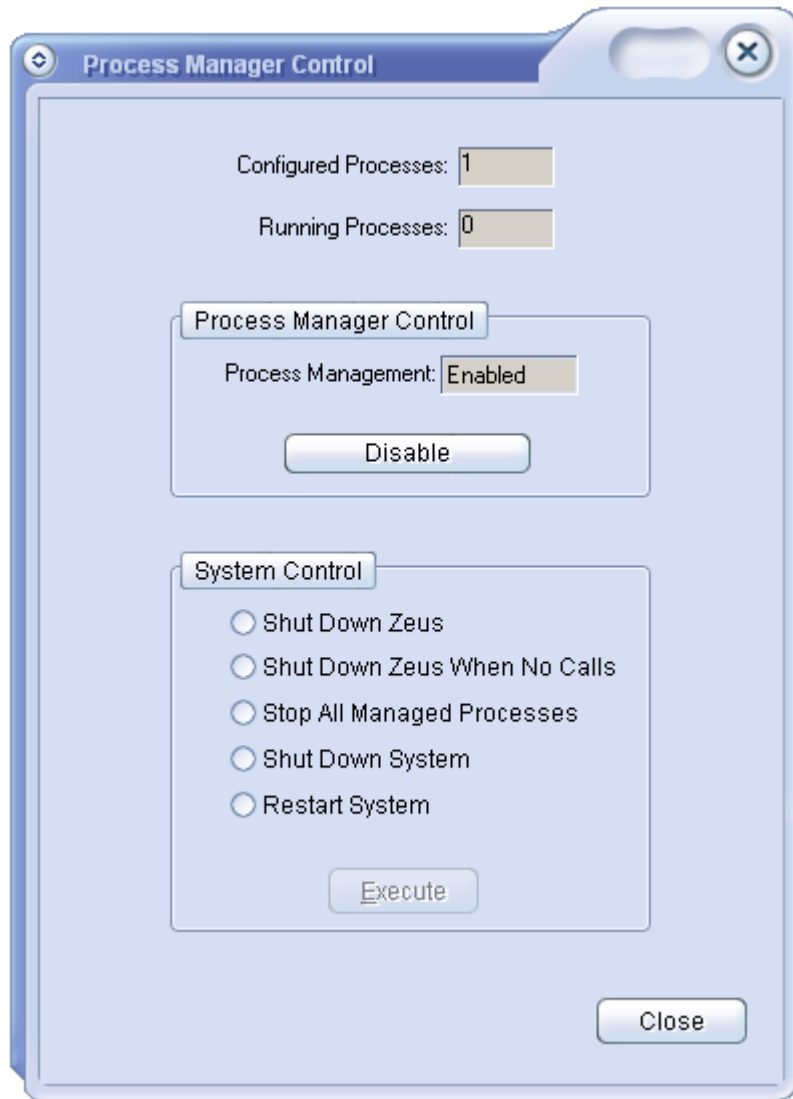 Process Manager Control
Configured Processes: 1
Running Processes: 0
Process Manager Control
Process Management: Enabled
Disable
System Control
Shut Down Zeus
Shut Down Zeus When No Calls
Stop All Managed Processes
Shut Down System
Restart System
Execute
Close